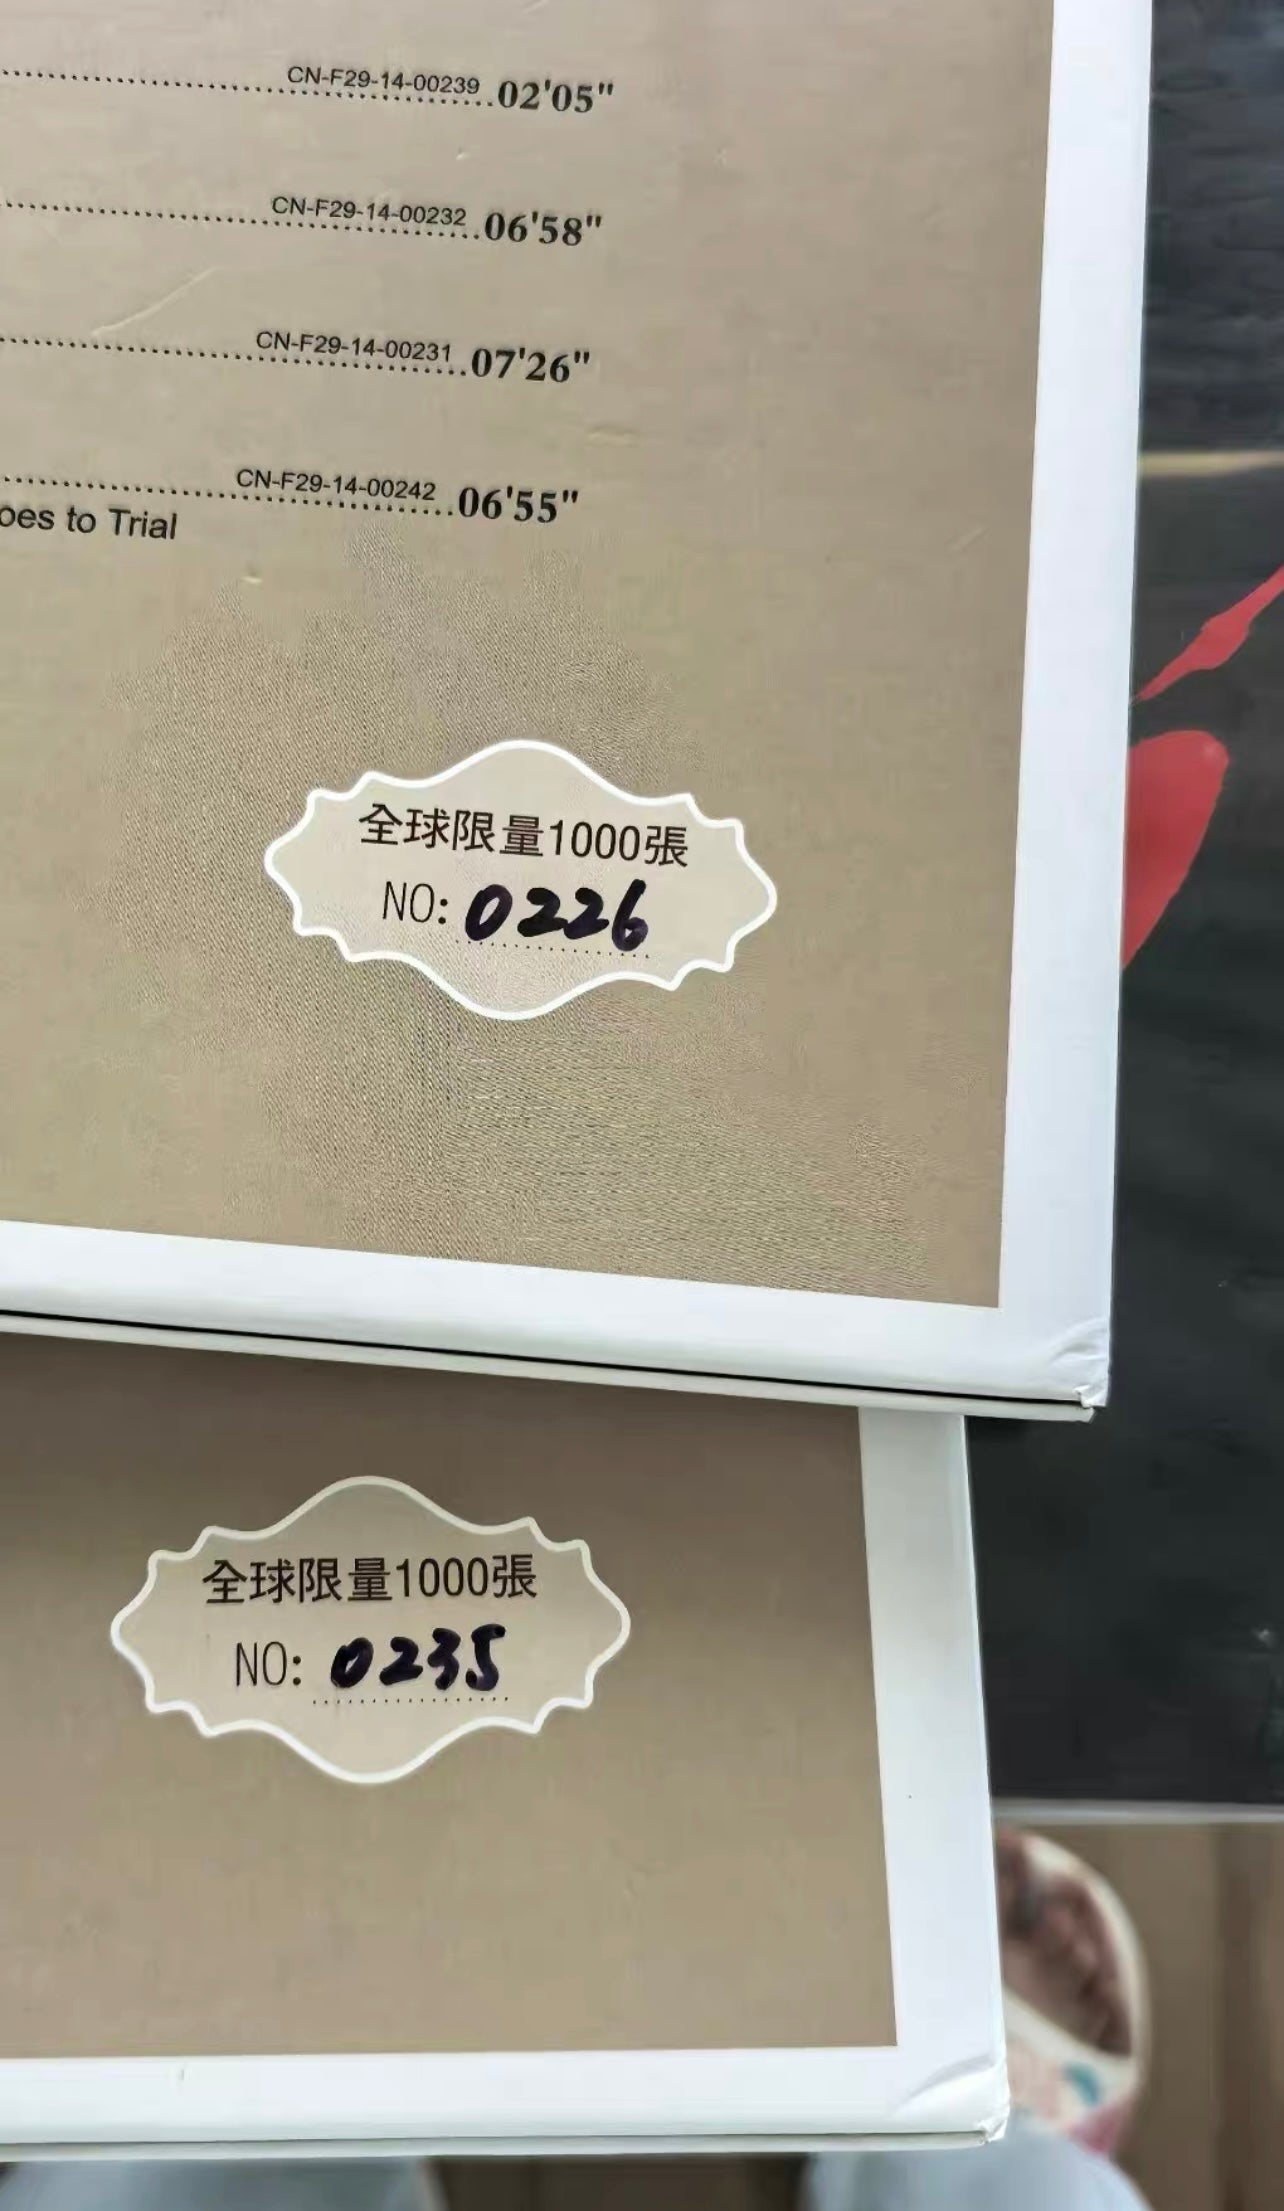 CN-F29-14-00239 02'05"
CN-F29-14-00232 06'58"
CN-F29-14-00231 07'26"
CN-F29-14-00242 06'55"
oes to Trial
全球限量1000張
NO: 0226
全球限量1000張
NO: 0235